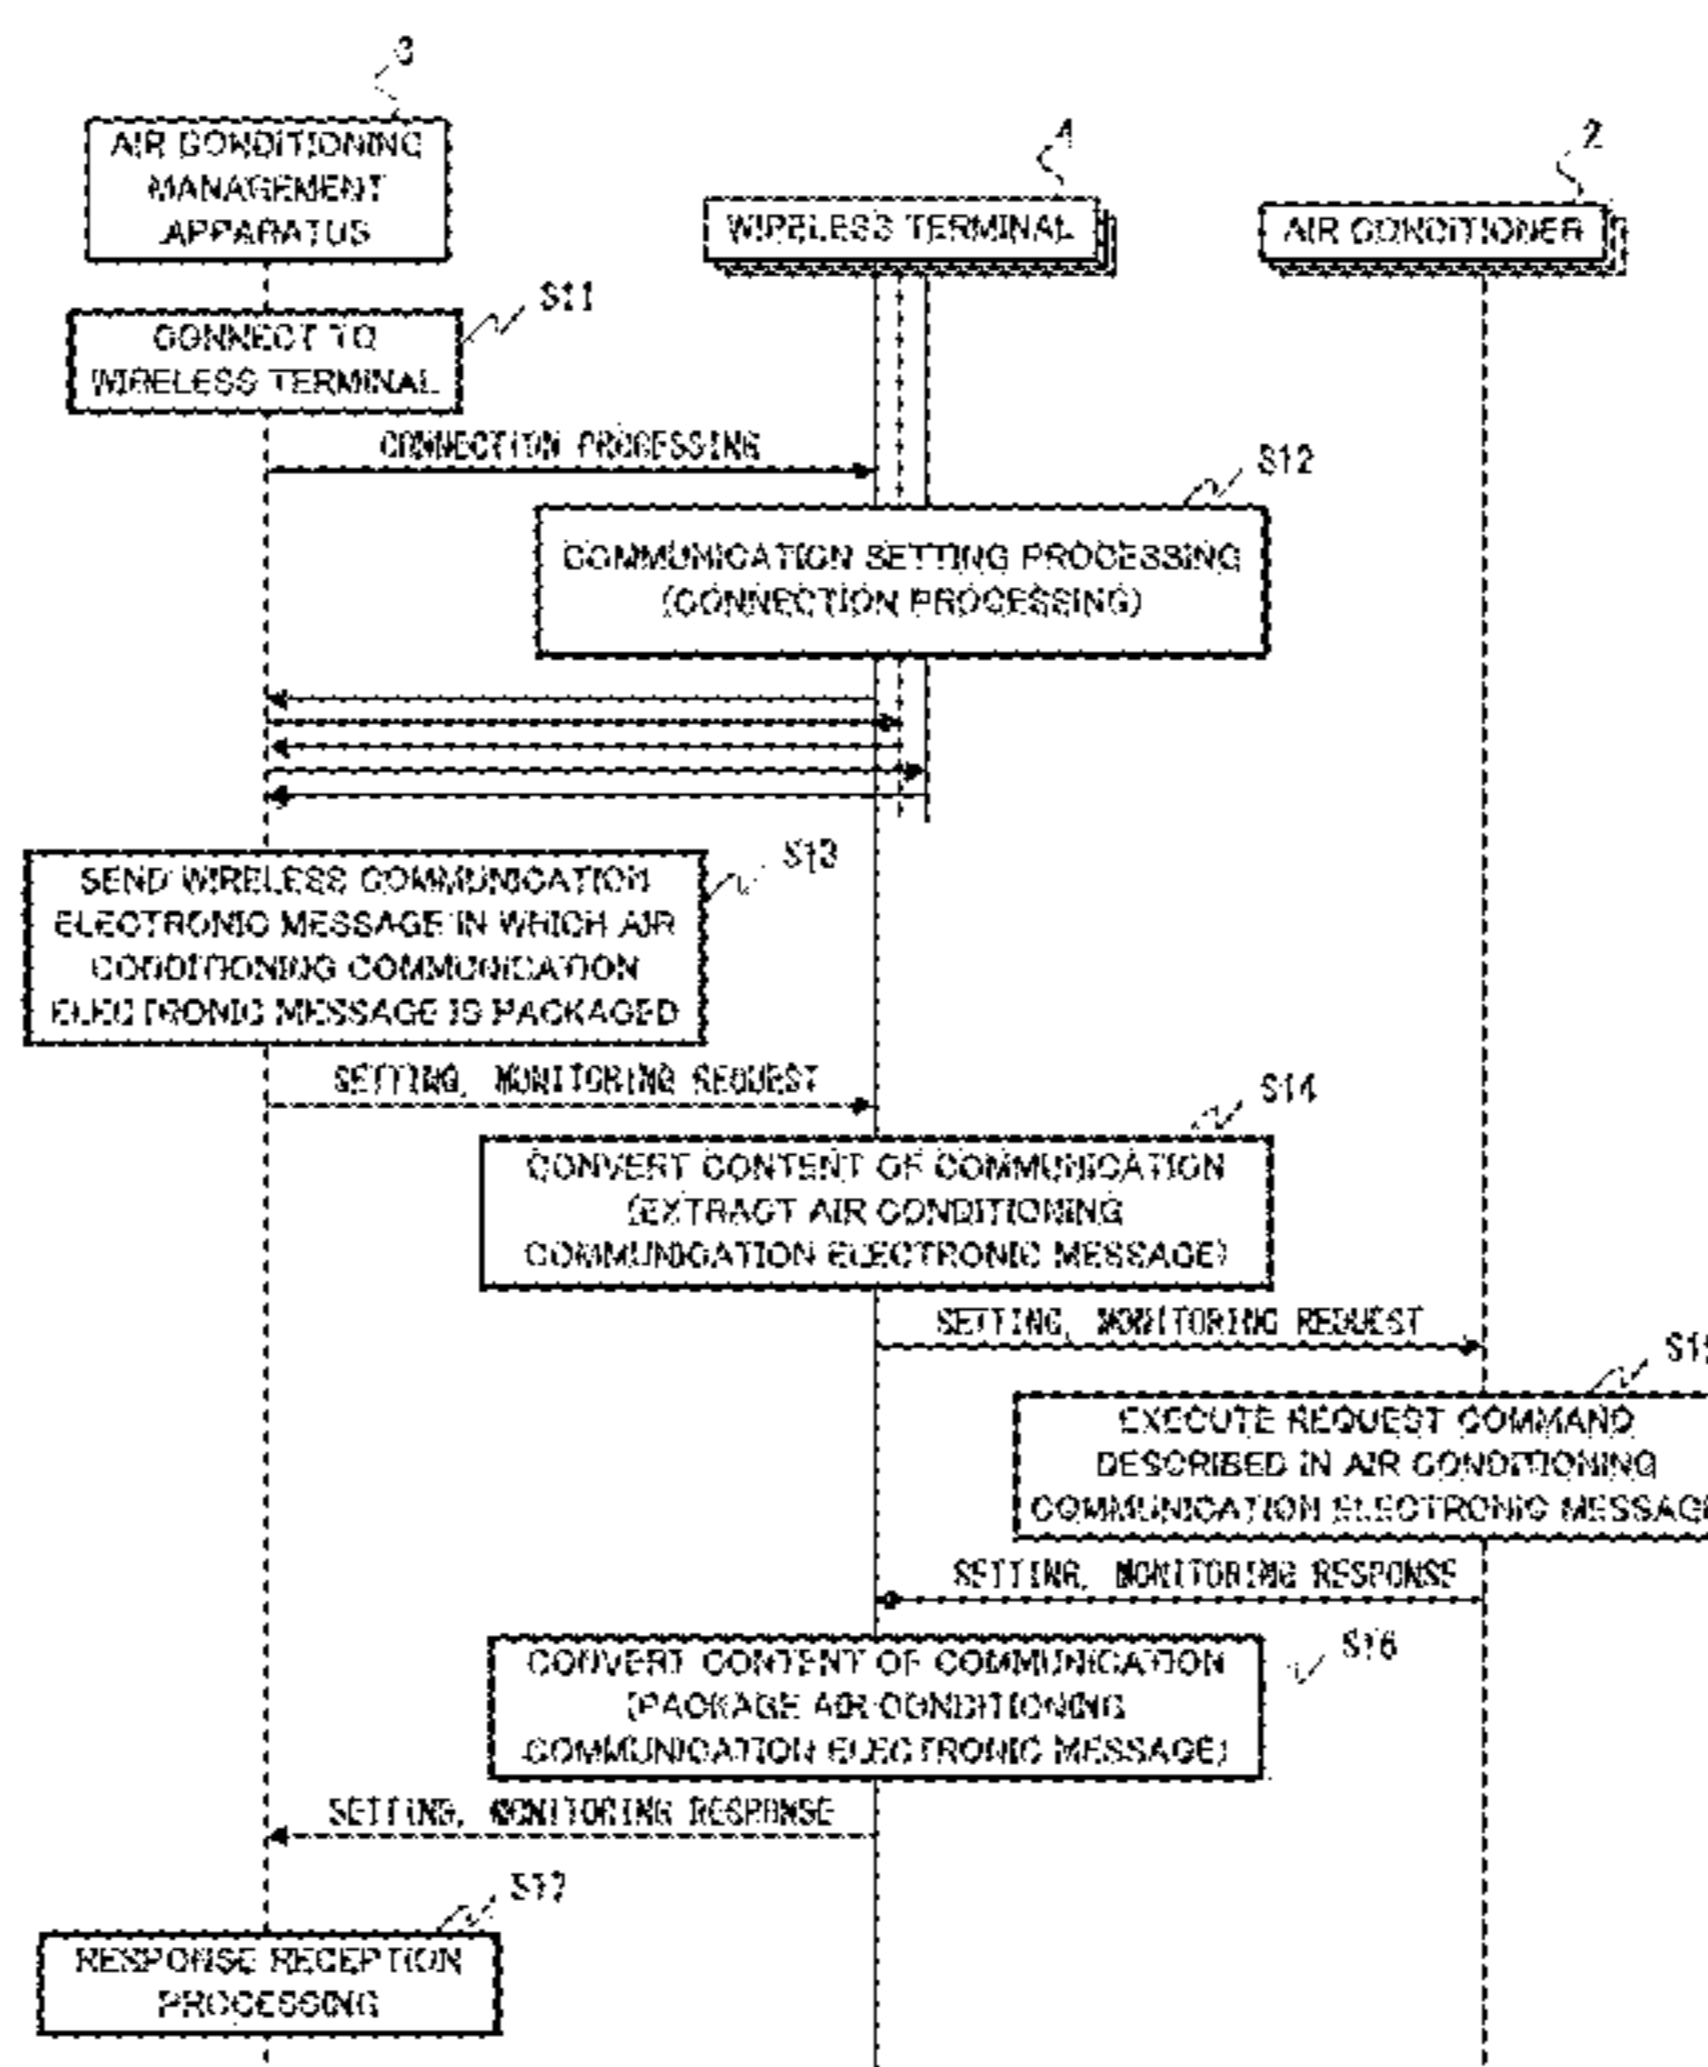 3
AIR CONDITIONING
MANAGEMENT
APPARATUS
4
WIRELESS TERMINAL
2
AIR CONDITIONER
S11
CONNECT TO
WIRELESS TERMINAL
CONNECTION PROCESSING
S12
COMMUNICATION SETTING PROCESSING
(CONNECTION PROCESSING)
S13
SEND WIRELESS COMMUNICATION
ELECTRONIC MESSAGE IN WHICH AIR
CONDITIONING COMMUNICATION
ELECTRONIC MESSAGE IS PACKAGED
SETTING, MONITORING REQUEST
S14
CONVERT CONTENT OF COMMUNICATION
(EXTRACT AIR CONDITIONING
COMMUNICATION ELECTRONIC MESSAGE)
SETTING, MONITORING REQUEST
S15
EXECUTE REQUEST COMMAND
DESCRIBED IN AIR CONDITIONING
COMMUNICATION ELECTRONIC MESSAGE
SETTING, MONITORING RESPONSE
S16
CONVERT CONTENT OF COMMUNICATION
(PACKAGE AIR CONDITIONING
COMMUNICATION ELECTRONIC MESSAGE)
SETTING, MONITORING RESPONSE
S17
RESPONSE RECEPTION
PROCESSING